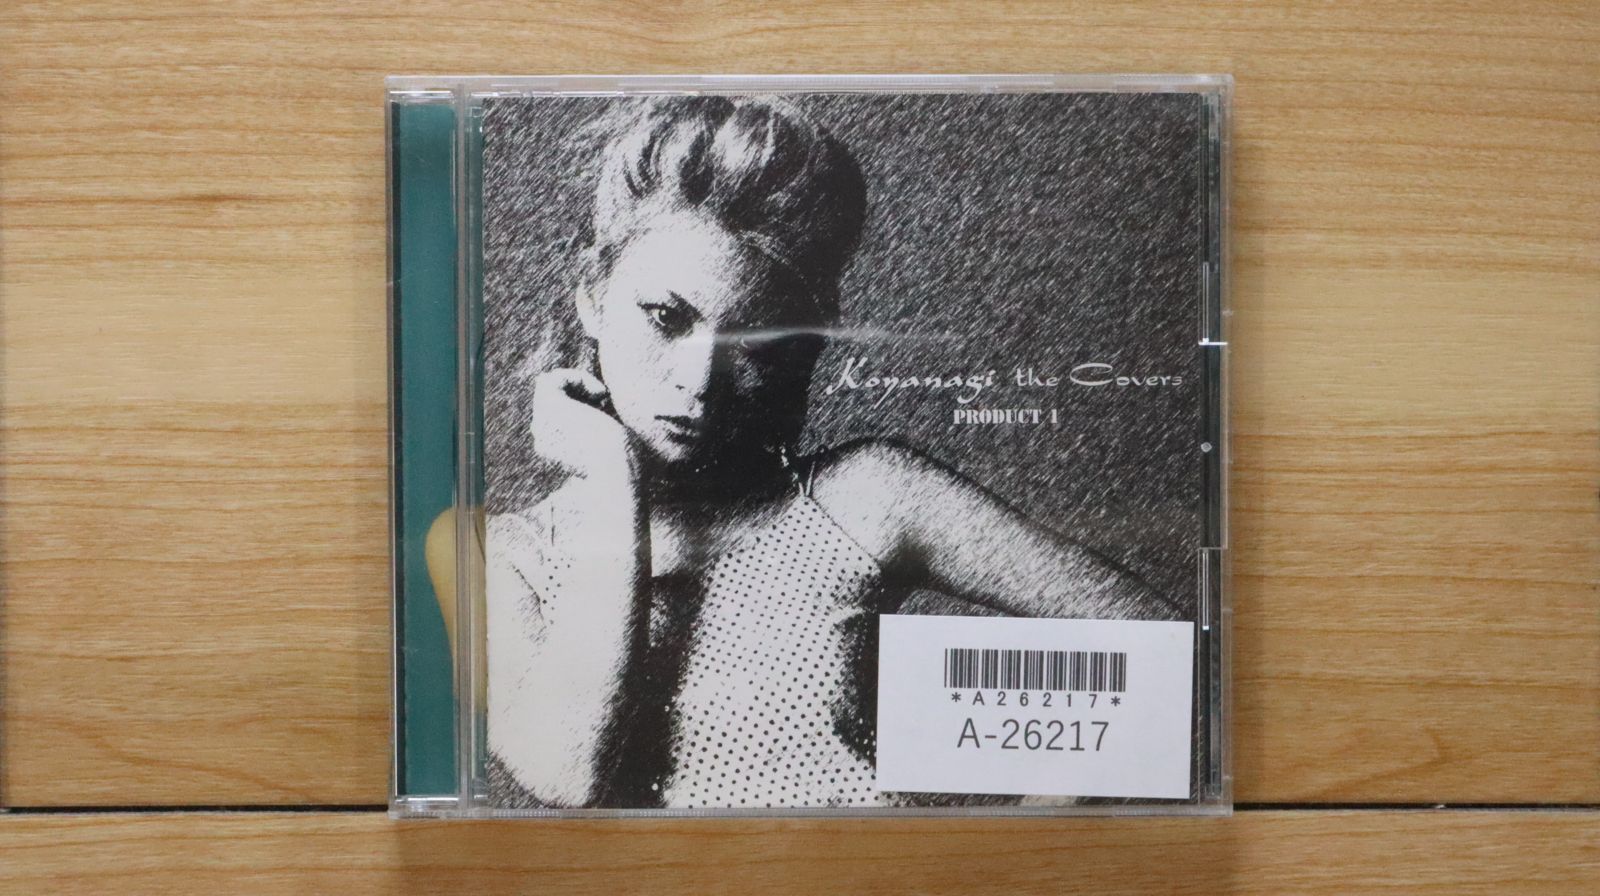 Koyanagi the Covers
PRODUCT 1
*A26217*
A-26217